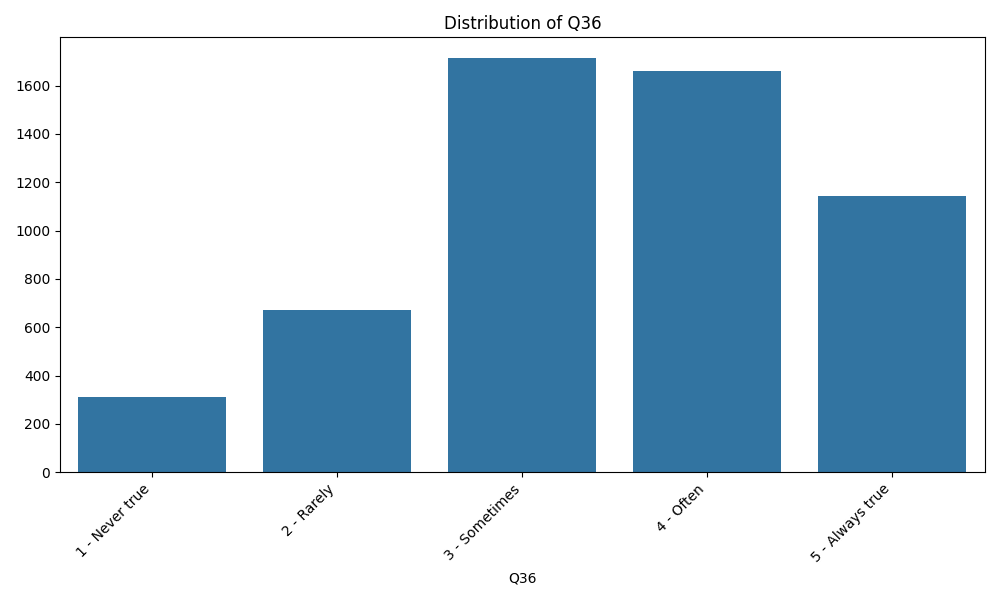 Distribution of Q36
1600
1400
1200
1000
800
600
400
200
0
1 - Never true
2 - Rarely
3 - Sometimes
4 - Often
5 - Always true
Q36